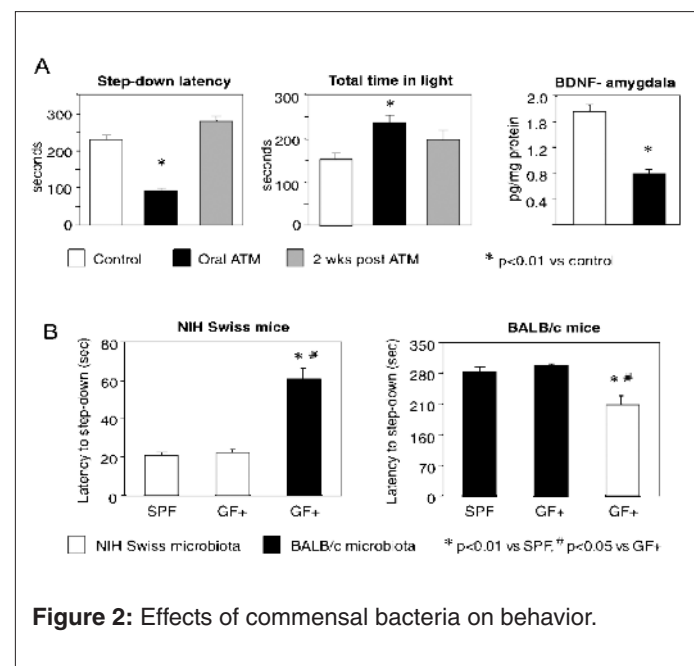 A
Step-down latency
Total time in light
BDNF- amygdala
seconds
300
200
100
0
*
seconds
300
200
100
0
*
pg/mg protein
2.0
1.8
1.2
0.8
*
Control
Oral ATM
2 wks post ATM
* p<0.01 vs control
B
NIH Swiss mice
BALB/c mice
Latency to step-down (sec)
80
60
40
20
0
* #
SPF
GF+
GF+
Latency to step-down (sec)
350
280
210
160
70
0
* #
SPF
GF+
GF+
NIH Swiss microbiota
BALB/c microbiota
* p<0.01 vs SPF, # p<0.05 vs GF+
Figure 2: Effects of commensal bacteria on behavior.